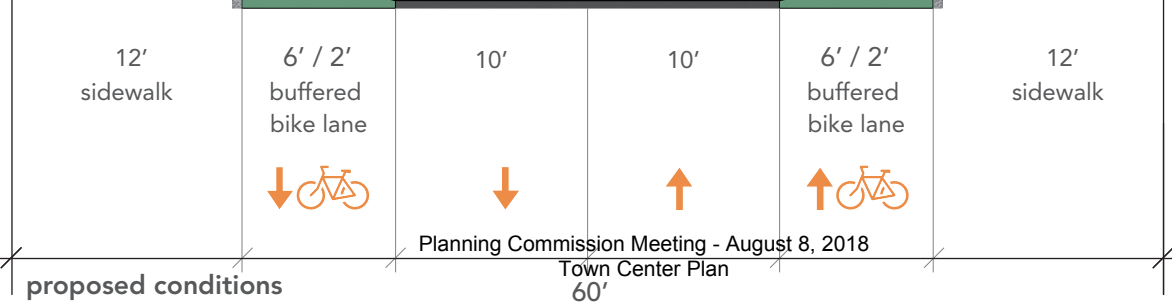 12’
sidewalk
6’ / 2’
buffered
bike lane
10’
10’
6’ / 2’
buffered
bike lane
12’
sidewalk
Planning Commission Meeting - August 8, 2018
Town Center Plan
proposed conditions
60’